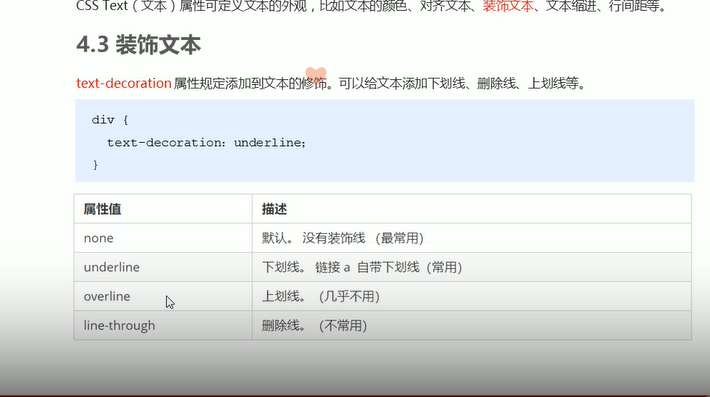 CSS Text（文本）属性可定义文本的外观，比如文本的颜色、对齐文本、装饰文本、文本缩进、行间距等。
4.3 装饰文本
text-decoration 属性规定添加到文本的修饰。可以给文本添加下划线、删除线、上划线等。
div {
text-decoration：underline；
}
属性值 描述
none 默认。 没有装饰线 （最常用）
underline 下划线。 链接 a 自带下划线（常用）
overline 上划线。（几乎不用）
line-through 删除线。（不常用）